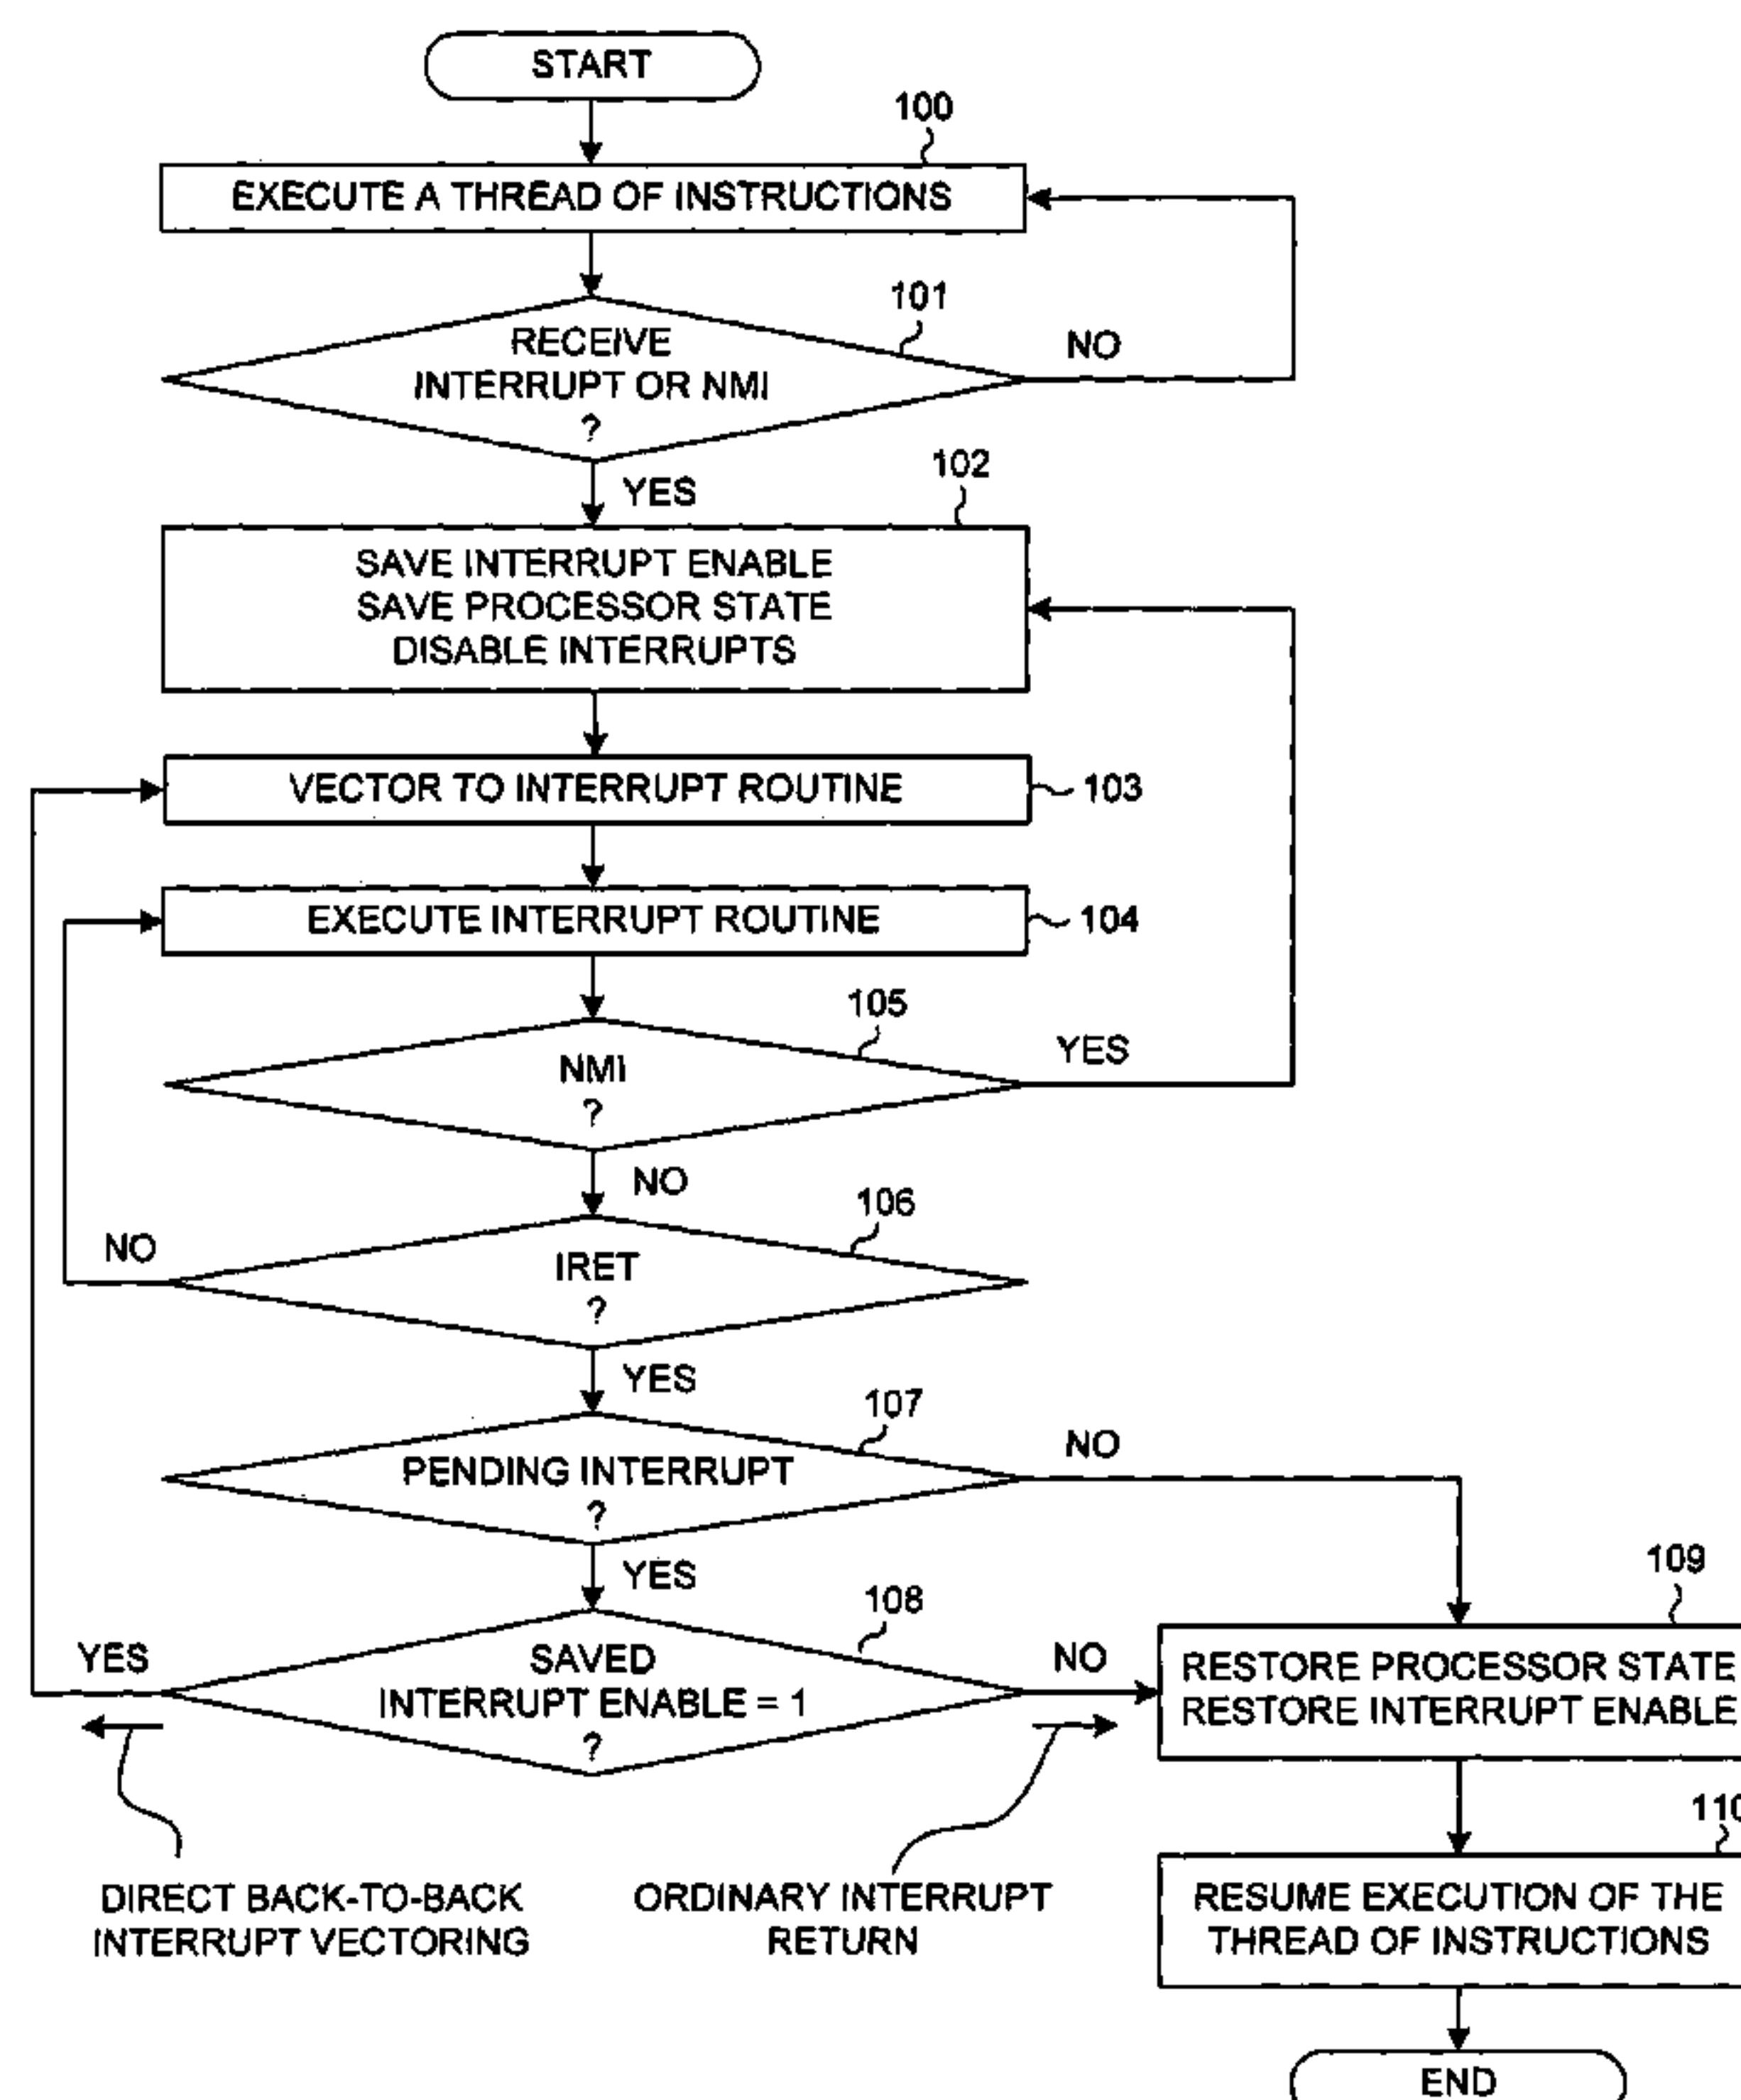 START
100
EXECUTE A THREAD OF INSTRUCTIONS
101
RECEIVE
INTERRUPT OR NMI
?
NO
YES
102
SAVE INTERRUPT ENABLE
SAVE PROCESSOR STATE
DISABLE INTERRUPTS
VECTOR TO INTERRUPT ROUTINE
103
EXECUTE INTERRUPT ROUTINE
104
105
NMI
?
YES
NO
106
IRET
?
NO
YES
107
PENDING INTERRUPT
?
NO
YES
108
SAVED
INTERRUPT ENABLE = 1
?
YES
NO
109
RESTORE PROCESSOR STATE
RESTORE INTERRUPT ENABLE
DIRECT BACK-TO-BACK
INTERRUPT VECTORING
ORDINARY INTERRUPT
RETURN
110
RESUME EXECUTION OF THE
THREAD OF INSTRUCTIONS
END